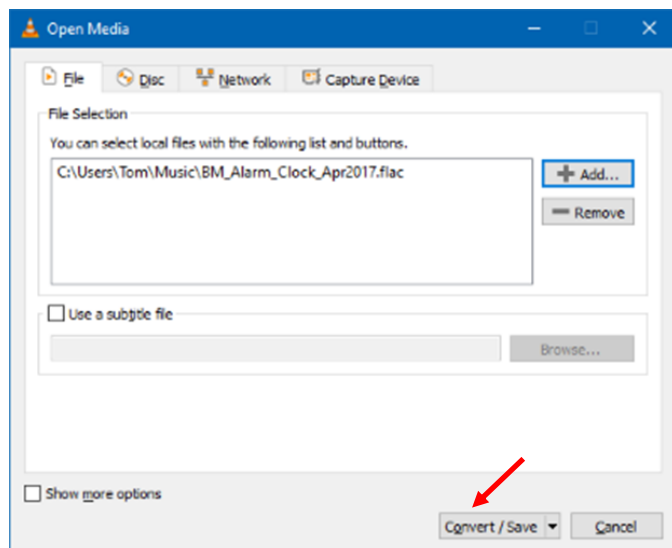 Open Media
File Disc Network Capture Device
File Selection
You can select local files with the following list and buttons.
C:\Users\Tom\Music\BM_Alarm_Clock_Apr2017.flac
Add...
Remove
Use a subtitle file
Browse...
Show more options
Convert / Save Cancel